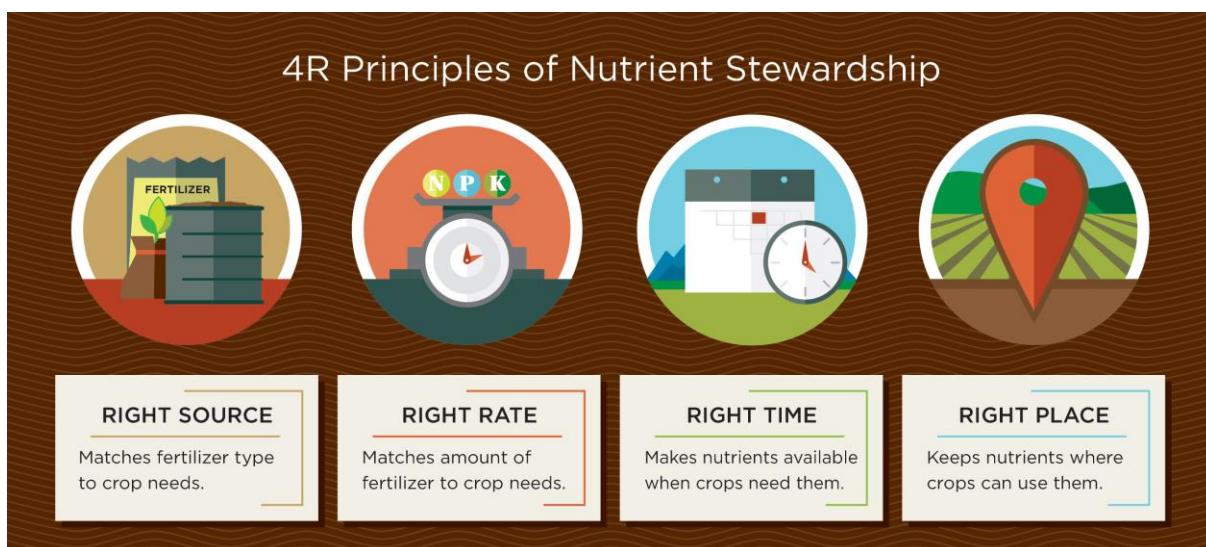 4R Principles of Nutrient Stewardship
FERTILIZER
N P K
RIGHT SOURCE
Matches fertilizer type
to crop needs.
RIGHT RATE
Matches amount of
fertilizer to crop needs.
RIGHT TIME
Makes nutrients available
when crops need them.
RIGHT PLACE
Keeps nutrients where
crops can use them.